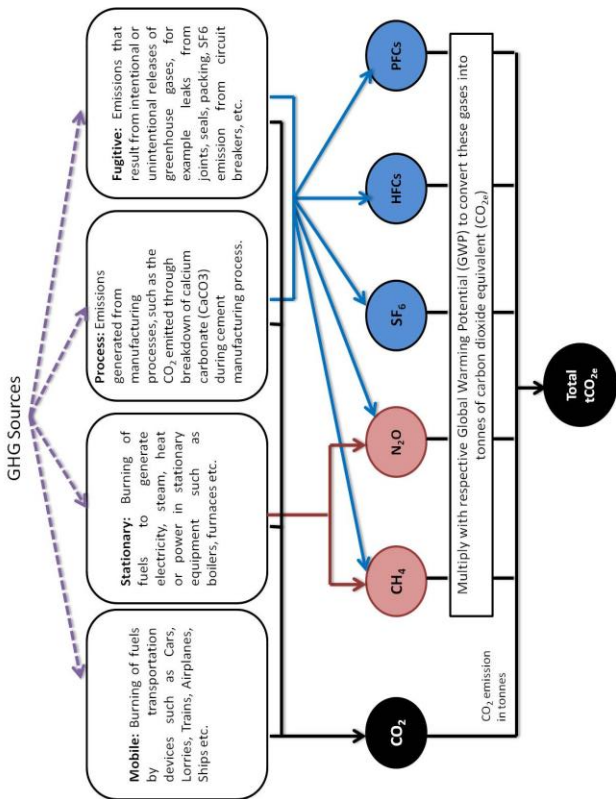 GHG Sources
Mobile: Burning of fuels
by transportation
devices such as Cars,
Lorries, Trains, Airplanes,
Ships etc.
Stationary: Burning of
fuels to generate
electricity, steam, heat
or power in stationary
equipment such as
boilers, furnaces etc.
Process: Emissions
generated from
manufacturing
processes, such as the
CO₂ emitted through
breakdown of calcium
carbonate (CaCO3)
during cement
manufacturing process.
Fugitive: Emissions that
result from intentional or
unintentional releases of
greenhouse gases, for
example leaks from
joints, seals, packing, SF6
emission from circuit
breakers, etc.
CO₂
CH₄
N₂O
SF₆
HFCs
PFCs
Multiply with respective Global Warming Potential (GWP) to convert these gases into
tonnes of carbon dioxide equivalent (CO₂e)
CO₂ emission
in tonnes
Total
tCO₂e